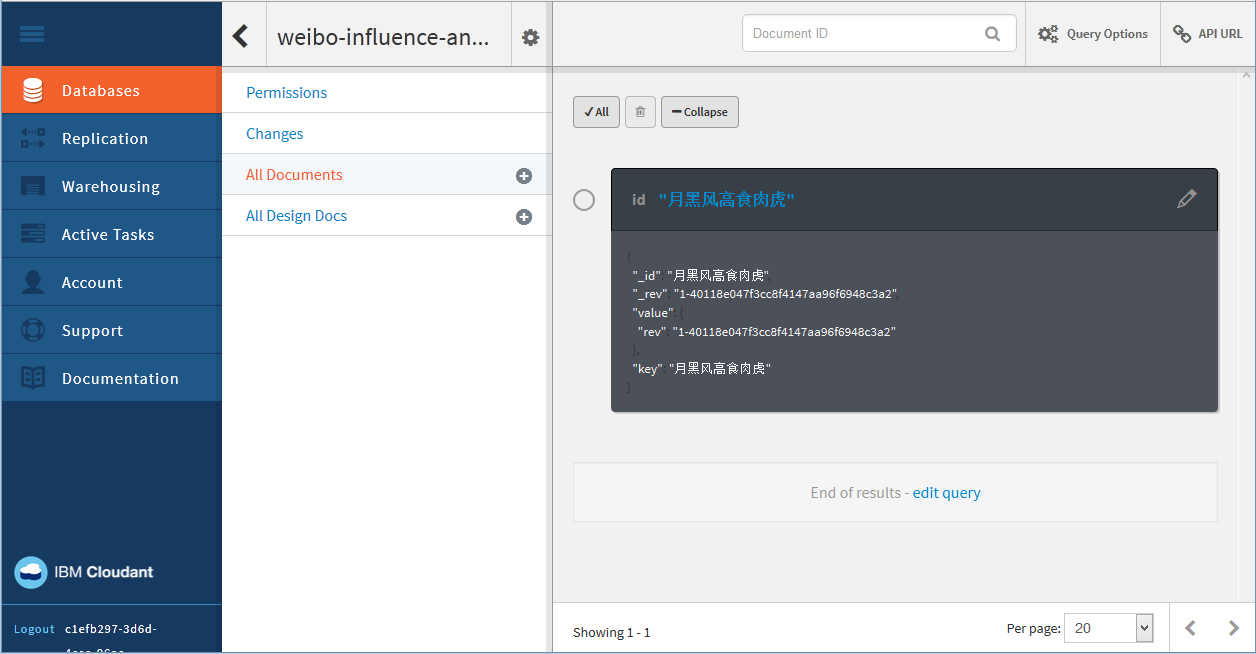 weibo-influence-an...
Document ID
Query Options
API URL
Databases
Replication
Warehousing
Active Tasks
Account
Support
Documentation
IBM Cloudant
Logout c1efb297-3d6d-
Permissions
Changes
All Documents
All Design Docs
✓All
Collapse
id "月黑风高食肉虎"
{
"_id": "月黑风高食肉虎",
"_rev": "1-40118e047f3cc8f4147aa96f6948c3a2",
"value": {
"rev": "1-40118e047f3cc8f4147aa96f6948c3a2"
},
"key": "月黑风高食肉虎"
}
End of results - edit query
Showing 1 - 1
Per page: 20